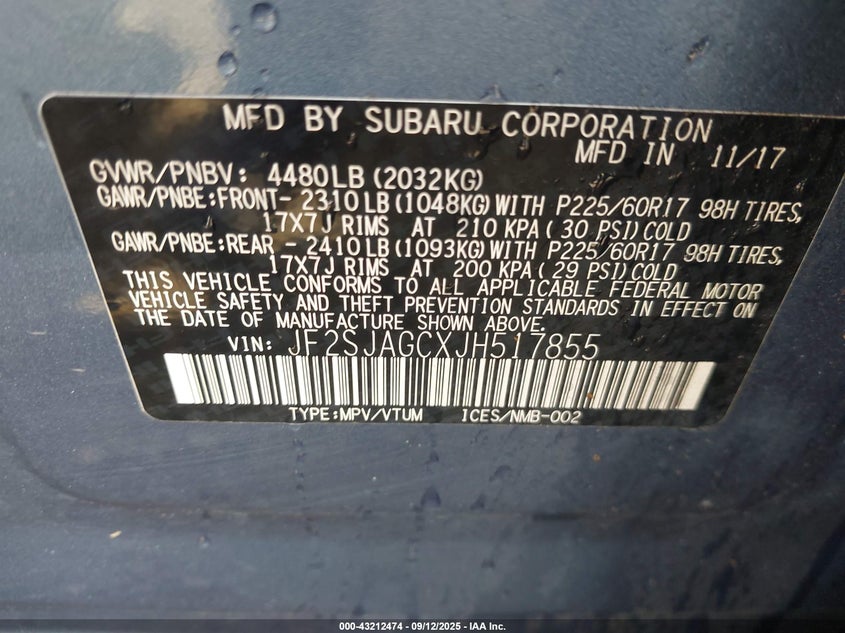 MFD BY SUBARU CORPORATION
MFD IN 11/17
GVWR/PNBV: 4480LB (2032KG)
GAWR/PNBE:FRONT- 2310LB (1048KG) WITH P225/60R17 98H TIRES,
17X7J RIMS AT 210 KPA ( 30 PSI) COLD
GAWR/PNBE:REAR - 2410LB (1093KG) WITH P225/60R17 98H TIRES,
17X7J RIMS AT 200 KPA ( 29 PSI) COLD
THIS VEHICLE CONFORMS TO ALL APPLICABLE FEDERAL MOTOR
VEHICLE SAFETY AND THEFT PREVENTION STANDARDS IN EFFECT ON
THE DATE OF MANUFACTURE SHOWN ABOVE.
VIN: JF2SJAGCXJH517855
TYPE:MPV/VTUM ICES/NMB-002
000-43212474 - 09/12/2025 - IAA Inc.